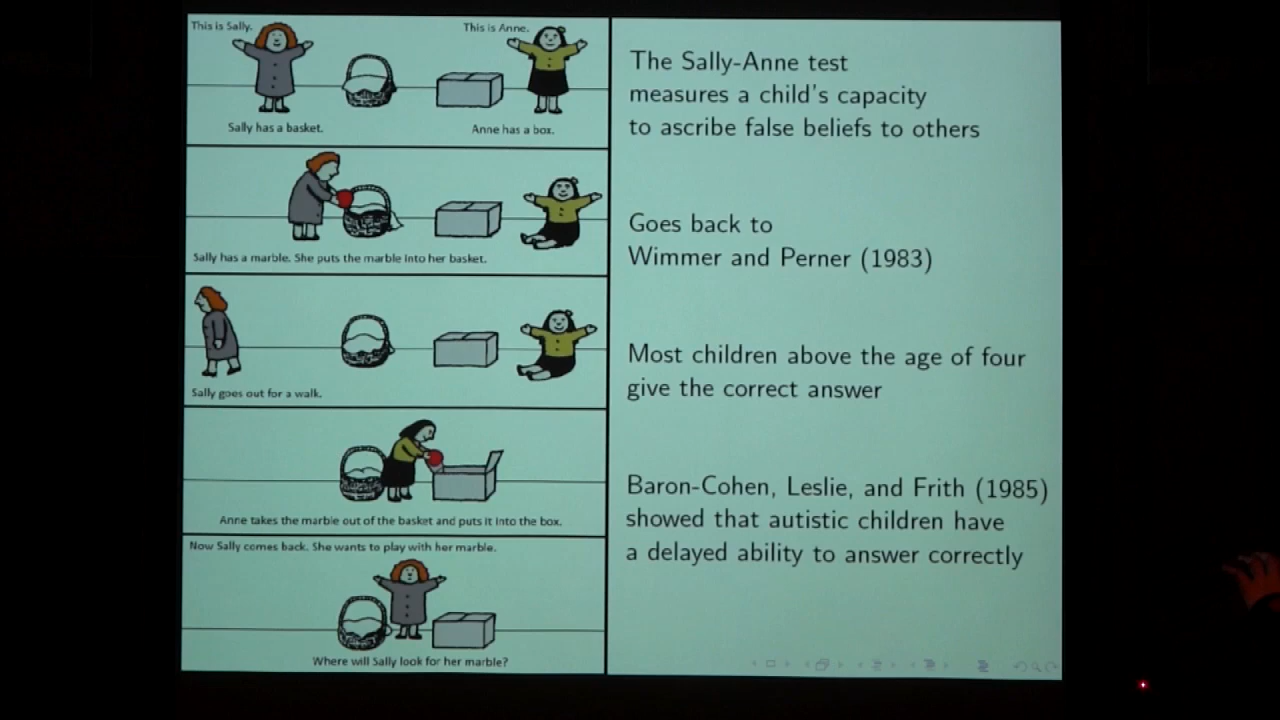 This is Sally.
This is Anne.
Sally has a basket.
Anne has a box.
Sally has a marble. She puts the marble into her basket.
Sally goes out for a walk.
Anne takes the marble out of the basket and puts it into the box.
Now Sally comes back. She wants to play with her marble.
Where will Sally look for her marble?
The Sally-Anne test
measures a child's capacity
to ascribe false beliefs to others
Goes back to
Wimmer and Perner (1983)
Most children above the age of four
give the correct answer
Baron-Cohen, Leslie, and Frith (1985)
showed that autistic children have
a delayed ability to answer correctly